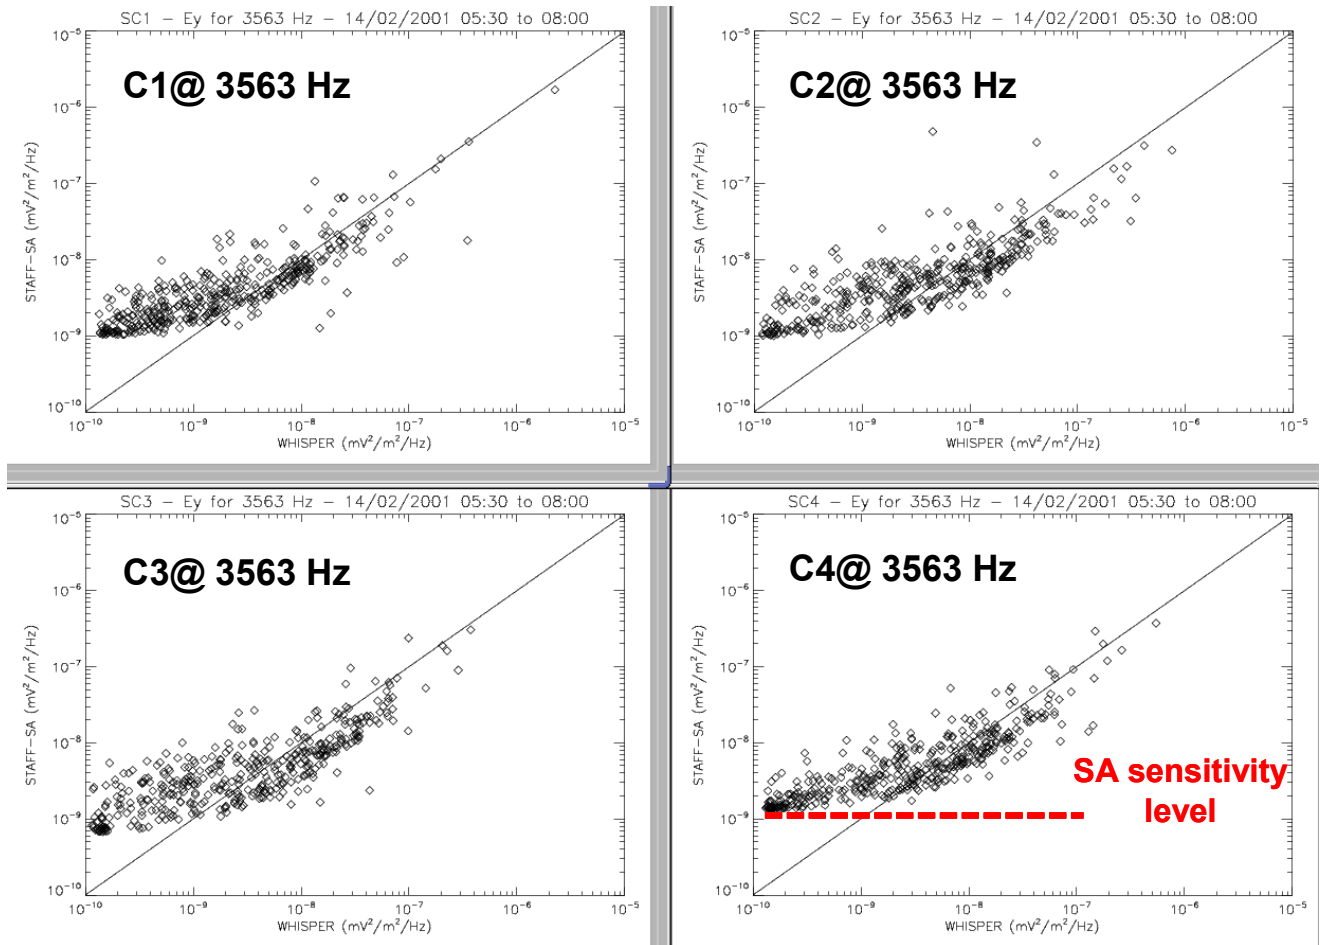 SC1 - Ey for 3563 Hz - 14/02/2001 05:30 to 08:00
C1@ 3563 Hz
STAFF-SA (mV²/m²/Hz)
10⁻⁵
10⁻⁶
10⁻⁷
10⁻⁸
10⁻⁹
10⁻¹⁰
10⁻¹⁰ 10⁻⁹ 10⁻⁸ 10⁻⁷ 10⁻⁶ 10⁻⁵
WHISPER (mV²/m²/Hz)
SC2 - Ey for 3563 Hz - 14/02/2001 05:30 to 08:00
C2@ 3563 Hz
STAFF-SA (mV²/m²/Hz)
10⁻⁵
10⁻⁶
10⁻⁷
10⁻⁸
10⁻⁹
10⁻¹⁰
10⁻¹⁰ 10⁻⁹ 10⁻⁸ 10⁻⁷ 10⁻⁶ 10⁻⁵
WHISPER (mV²/m²/Hz)
SC3 - Ey for 3563 Hz - 14/02/2001 05:30 to 08:00
C3@ 3563 Hz
STAFF-SA (mV²/m²/Hz)
10⁻⁵
10⁻⁶
10⁻⁷
10⁻⁸
10⁻⁹
10⁻¹⁰
10⁻¹⁰ 10⁻⁹ 10⁻⁸ 10⁻⁷ 10⁻⁶ 10⁻⁵
WHISPER (mV²/m²/Hz)
SC4 - Ey for 3563 Hz - 14/02/2001 05:30 to 08:00
C4@ 3563 Hz
STAFF-SA (mV²/m²/Hz)
10⁻⁵
10⁻⁶
10⁻⁷
10⁻⁸
10⁻⁹
10⁻¹⁰
SA sensitivity
level
10⁻¹⁰ 10⁻⁹ 10⁻⁸ 10⁻⁷ 10⁻⁶ 10⁻⁵
WHISPER (mV²/m²/Hz)